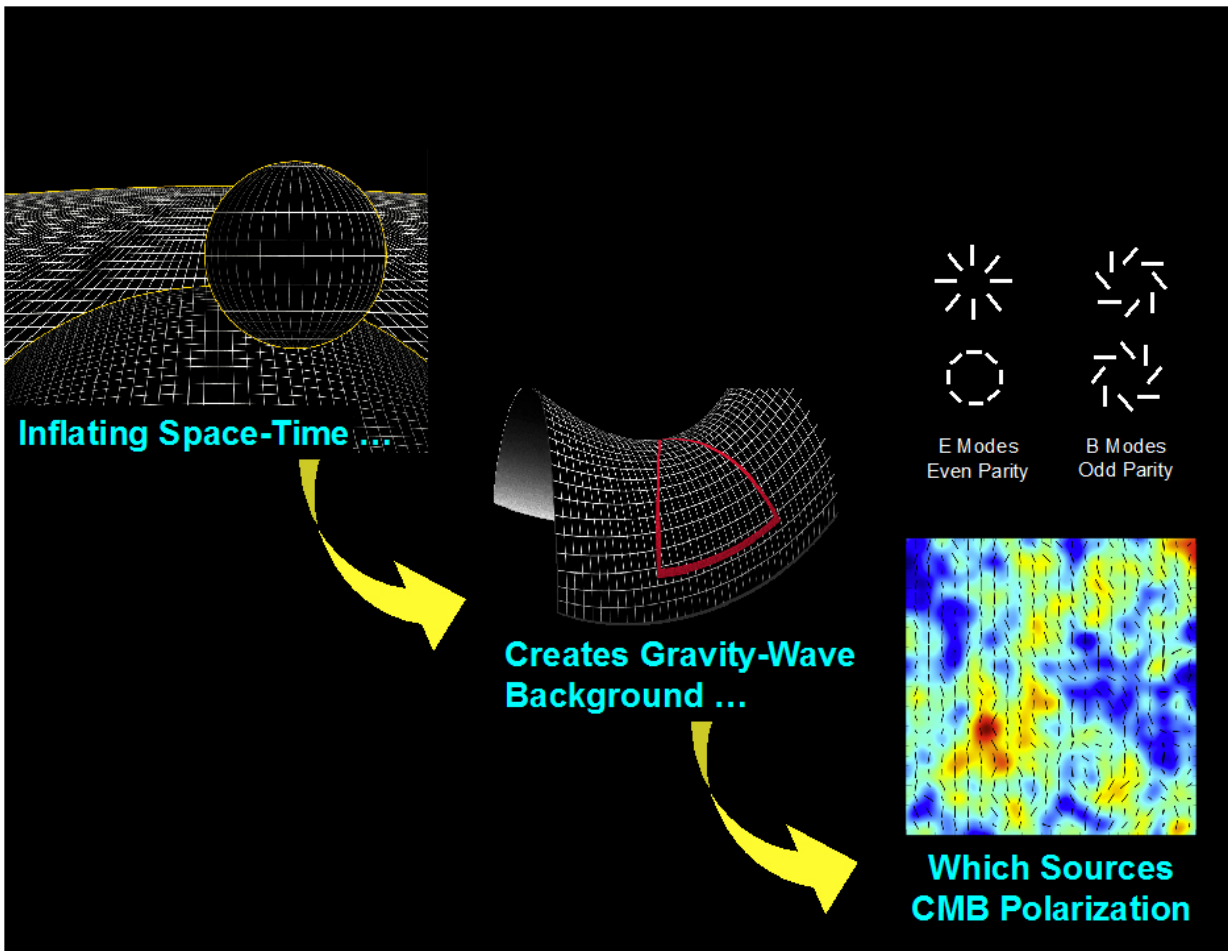 Inflating Space-Time ...
Creates Gravity-Wave
Background ...
E Modes
Even Parity
B Modes
Odd Parity
Which Sources
CMB Polarization